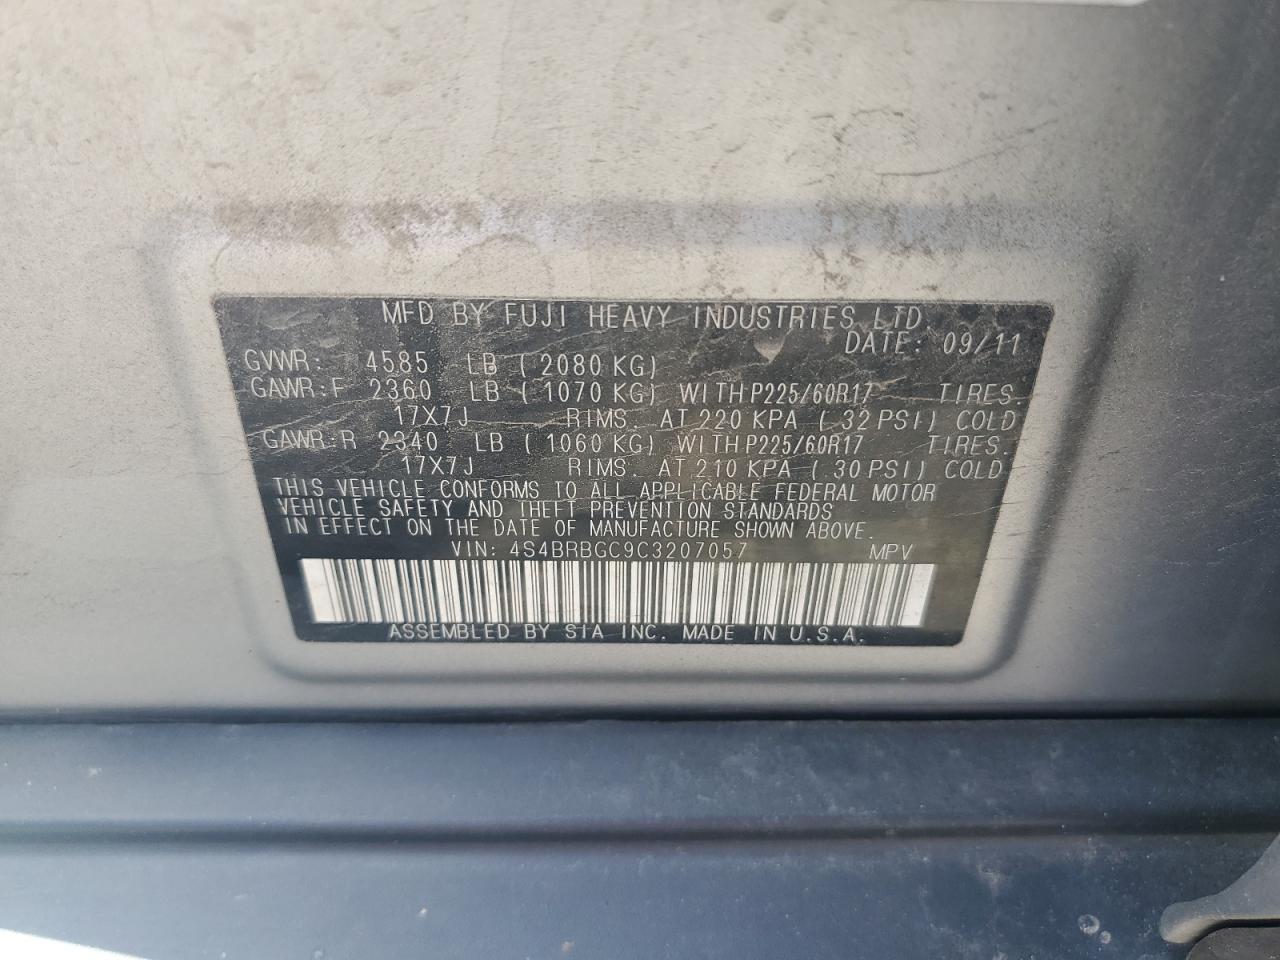 MFD BY FUJI HEAVY INDUSTRIES LTD.
DATE: 09/11
GVWR: 4585 LB ( 2080 KG)
GAWR:F 2360 LB ( 1070 KG) WITH P225/60R17 TIRES.
17X7J RIMS. AT 220 KPA ( 32 PSI) COLD
GAWR:R 2340 LB ( 1060 KG) WITH P225/60R17 TIRES.
17X7J RIMS. AT 210 KPA ( 30 PSI) COLD
THIS VEHICLE CONFORMS TO ALL APPLICABLE FEDERAL MOTOR
VEHICLE SAFETY AND THEFT PREVENTION STANDARDS
IN EFFECT ON THE DATE OF MANUFACTURE SHOWN ABOVE.
VIN: 4S4BRBGC9C3207057 MPV
ASSEMBLED BY SIA INC. MADE IN U.S.A.